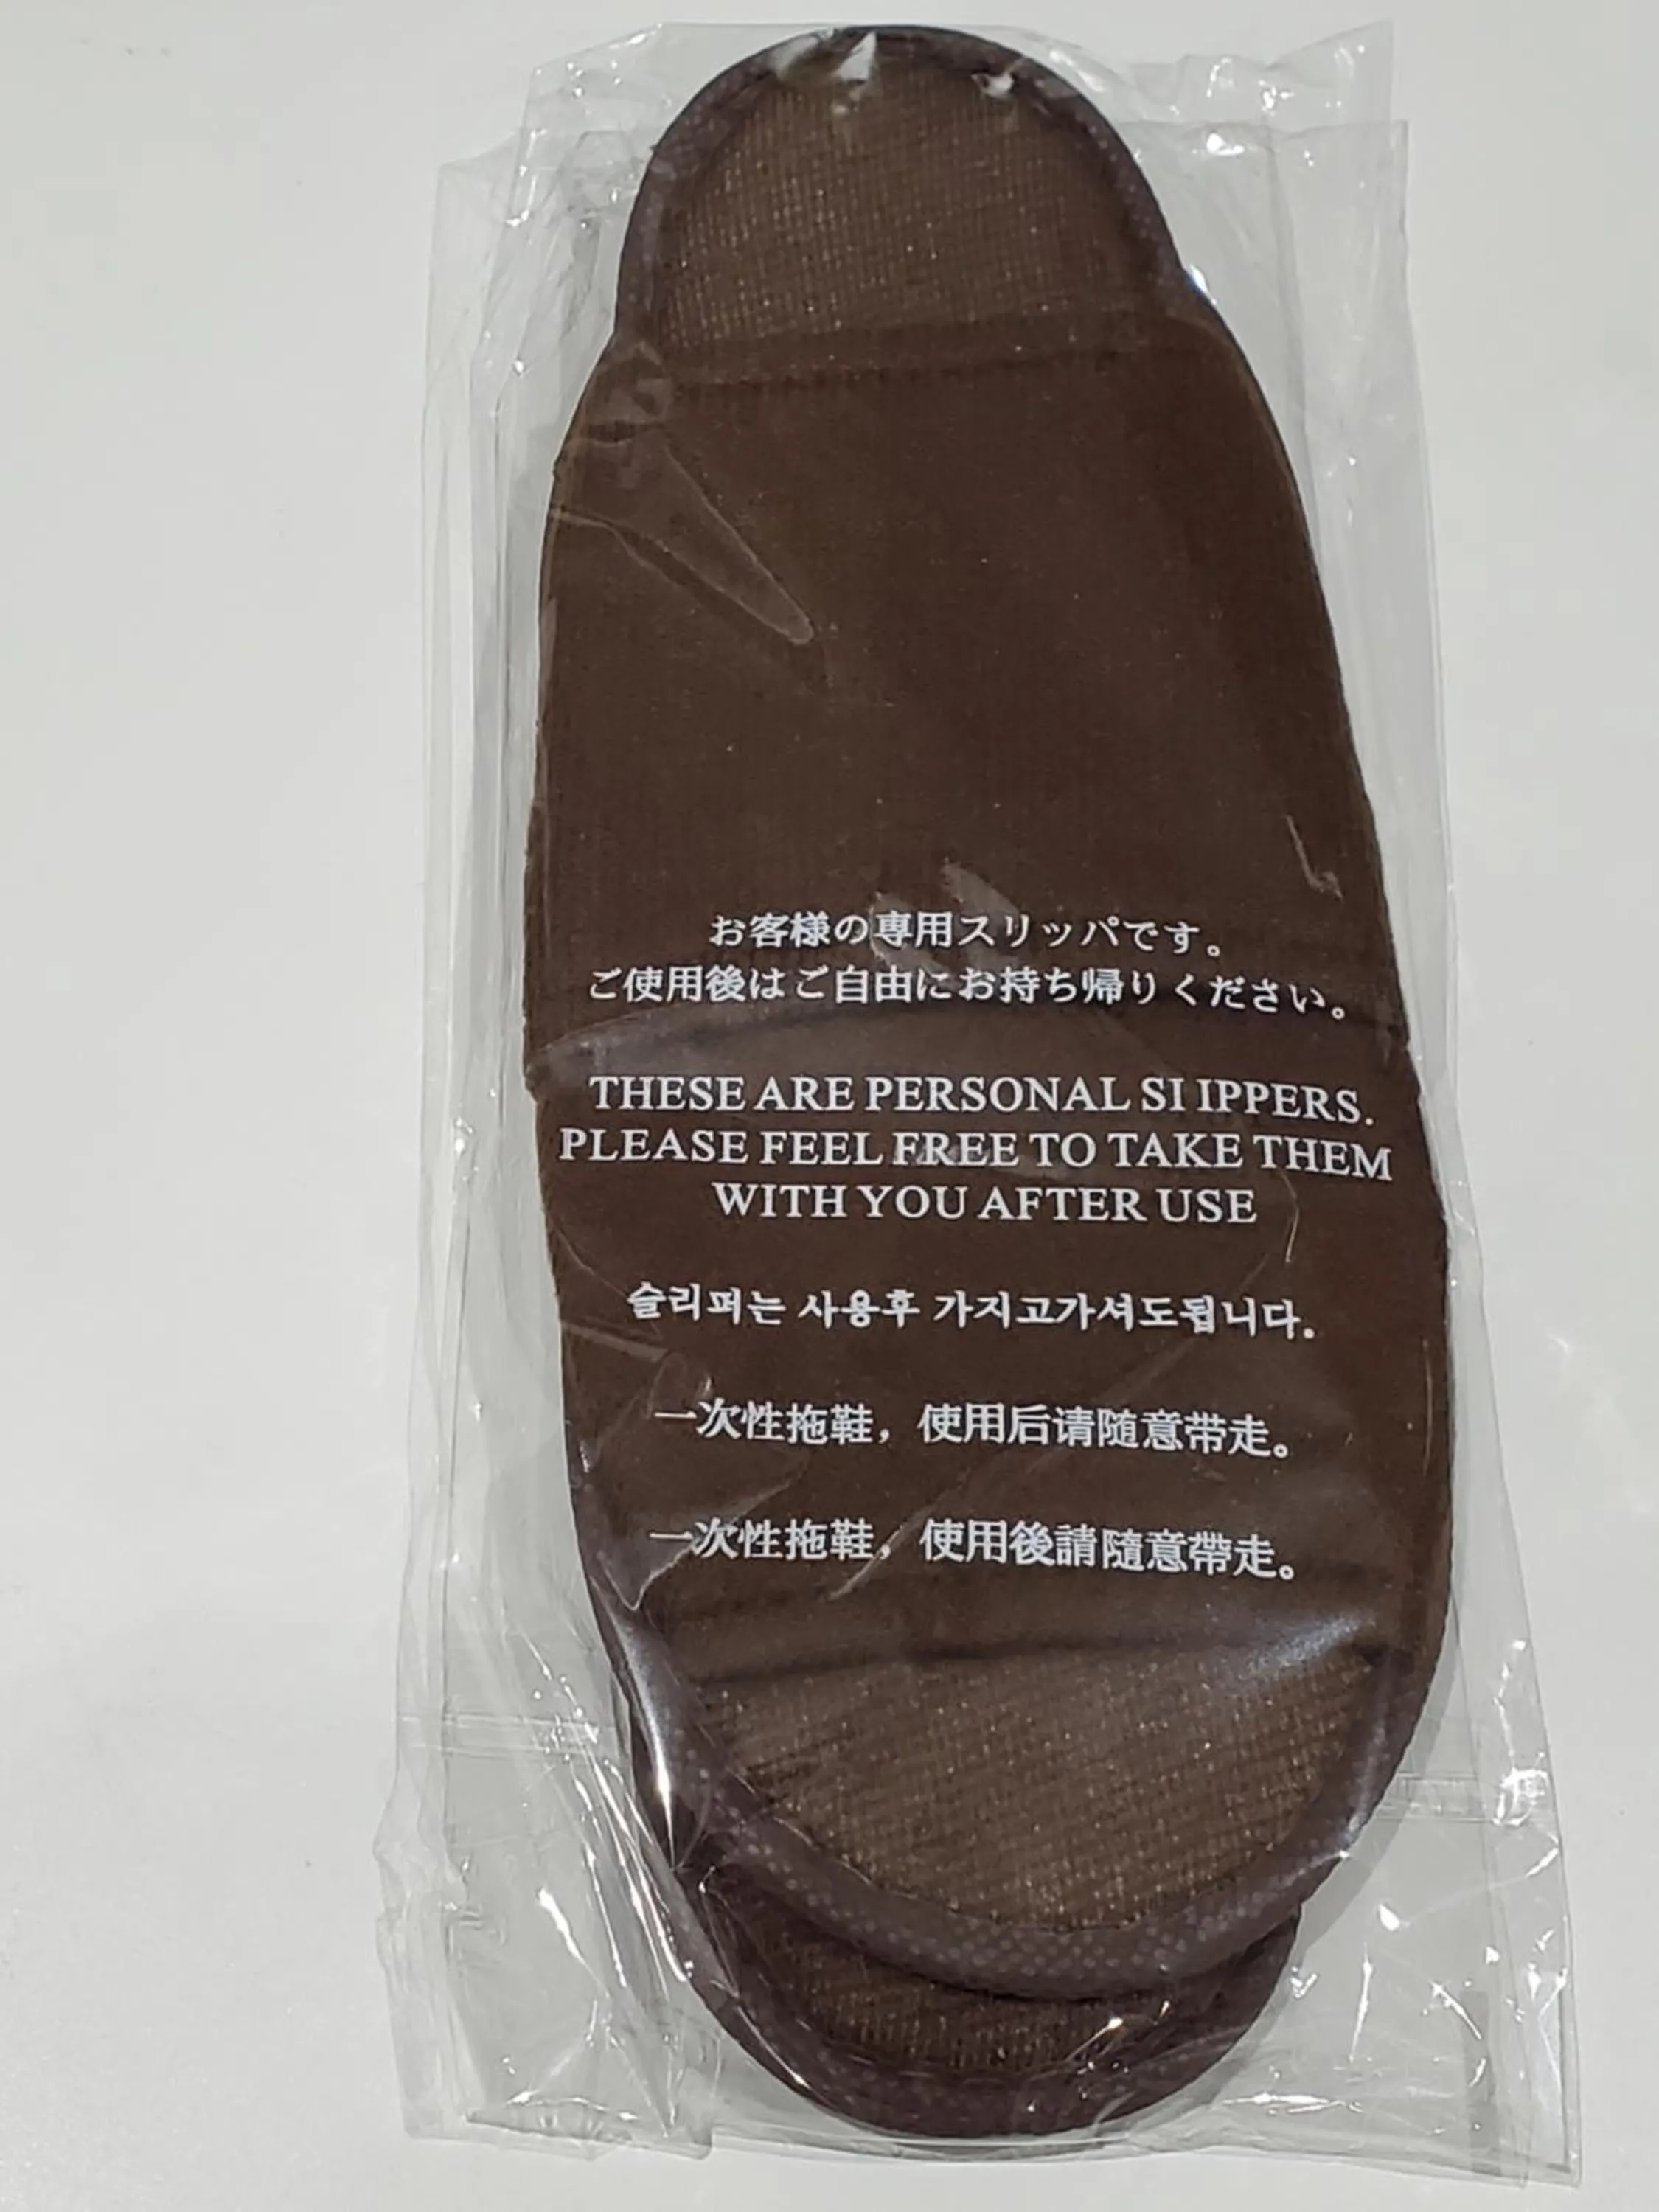 お客様の専用スリッパです。
ご使用後はご自由にお持ち帰りください。
THESE ARE PERSONAL SI IPPERS.
PLEASE FEEL FREE TO TAKE THEM
WITH YOU AFTER USE
슬리퍼는 사용후 가지고가셔도됩니다.
一次性拖鞋，使用后请随意带走。
一次性拖鞋，使用後請隨意帶走。